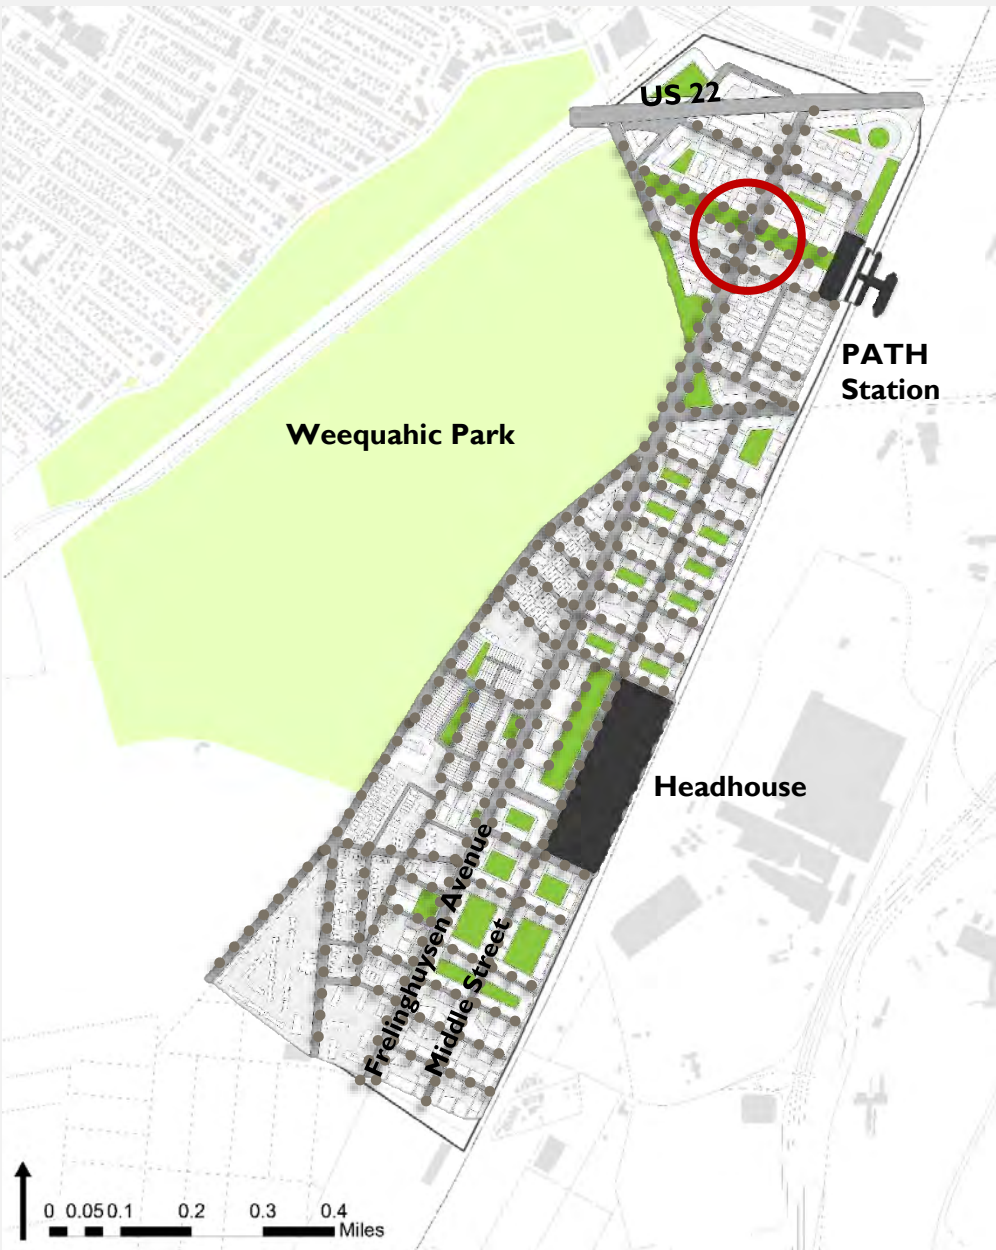 US 22
PATH
Station
Weequahic Park
Headhouse
Frelinghuysen Avenue
Middle Street
0 0.05 0.1 0.2 0.3 0.4
Miles